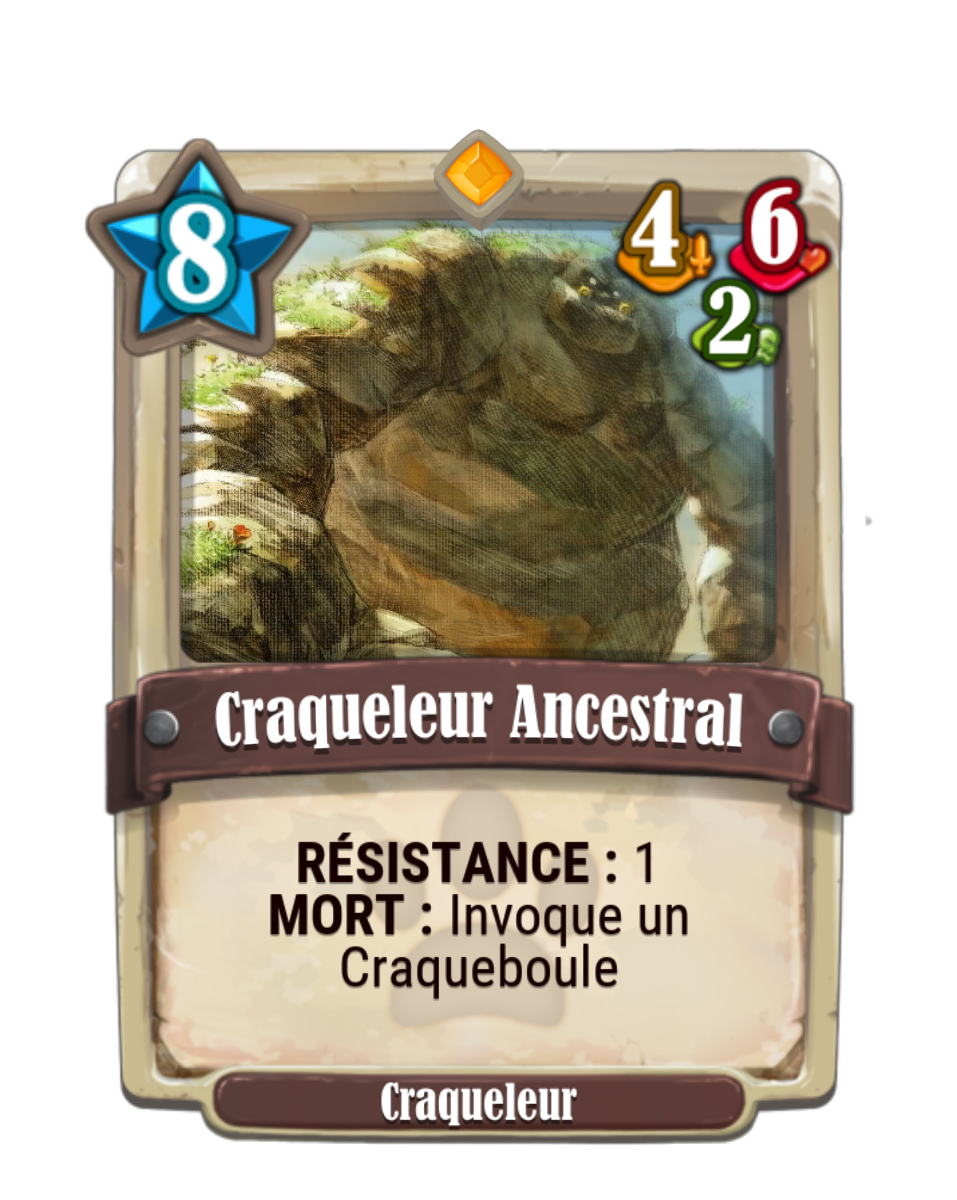 8
4
6
2
Craqueleur Ancestral
RÉSISTANCE : 1
MORT : Invoque un
Craqueboule
Craqueleur